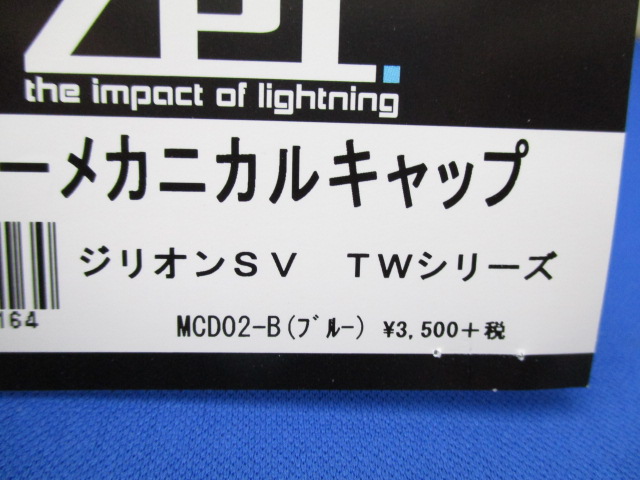 ZPI.
the impact of lightning
ーメカニカルキャップ
ジリオンSV TWシリーズ
164
MCD02-B(ブルー) ¥3,500+税